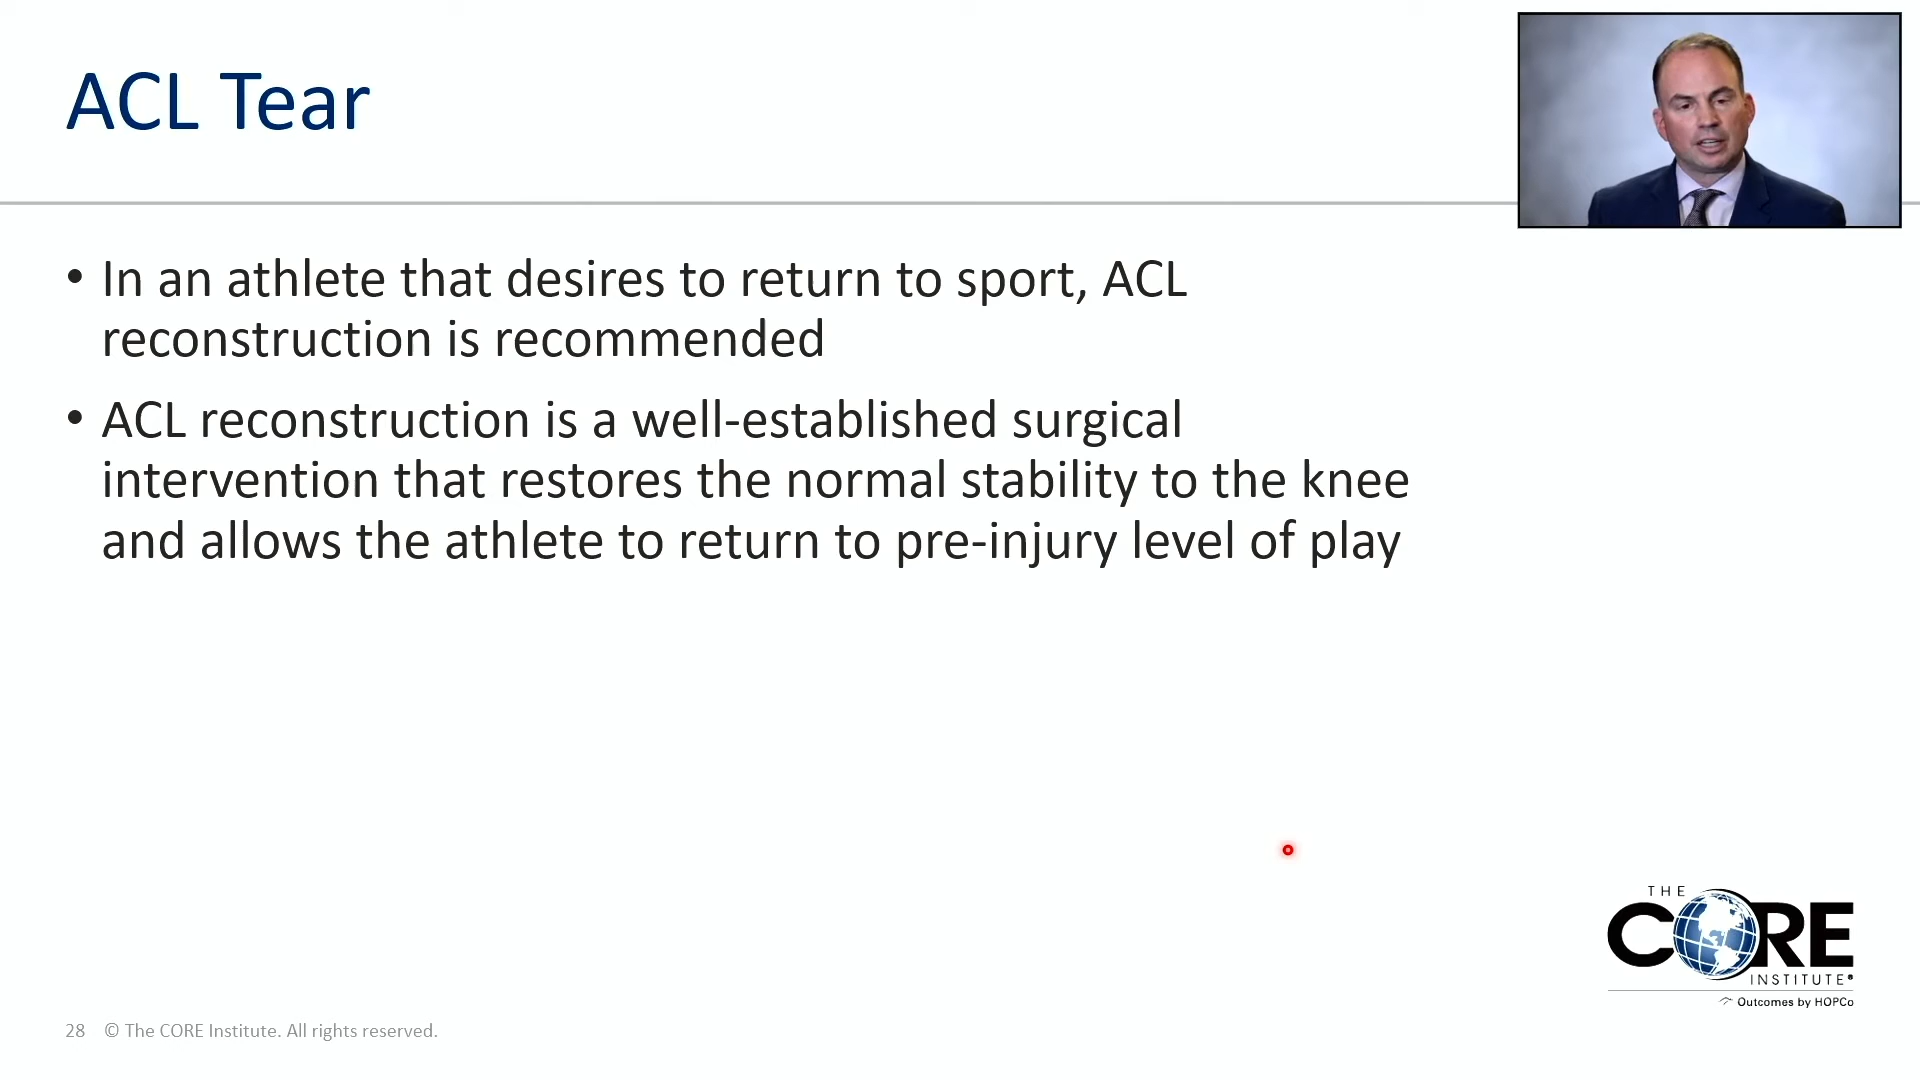 ACL Tear
• In an athlete that desires to return to sport, ACL
reconstruction is recommended
• ACL reconstruction is a well-established surgical
intervention that restores the normal stability to the knee
and allows the athlete to return to pre-injury level of play
THE
CORE
INSTITUTE®
Outcomes by HOPCo
28 © The CORE Institute. All rights reserved.